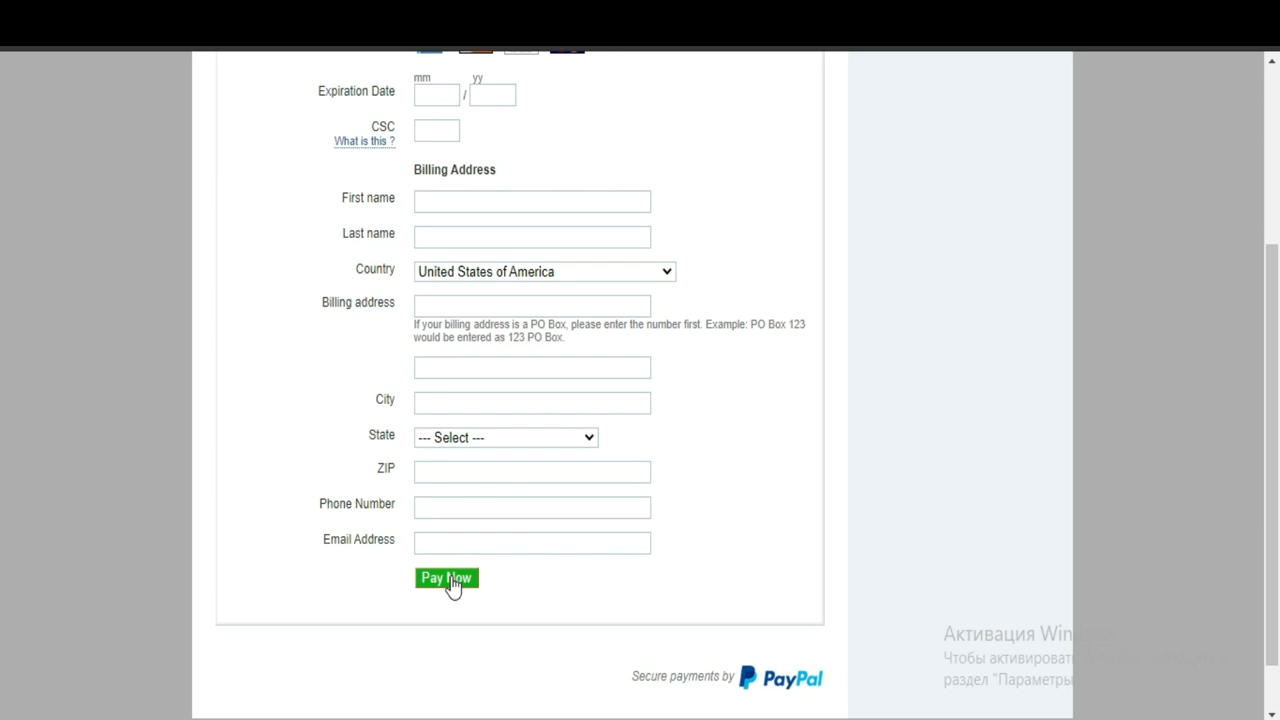 mm yy
Expiration Date / 
CSC
What is this ?
Billing Address
First name
Last name
Country United States of America
Billing address
If your billing address is a PO Box, please enter the number first. Example: PO Box 123
would be entered as 123 PO Box.
City
State --- Select ---
ZIP
Phone Number
Email Address
Pay Now
Secure payments by PayPal
Активация Win
Чтобы активироват
раздел "Параметры